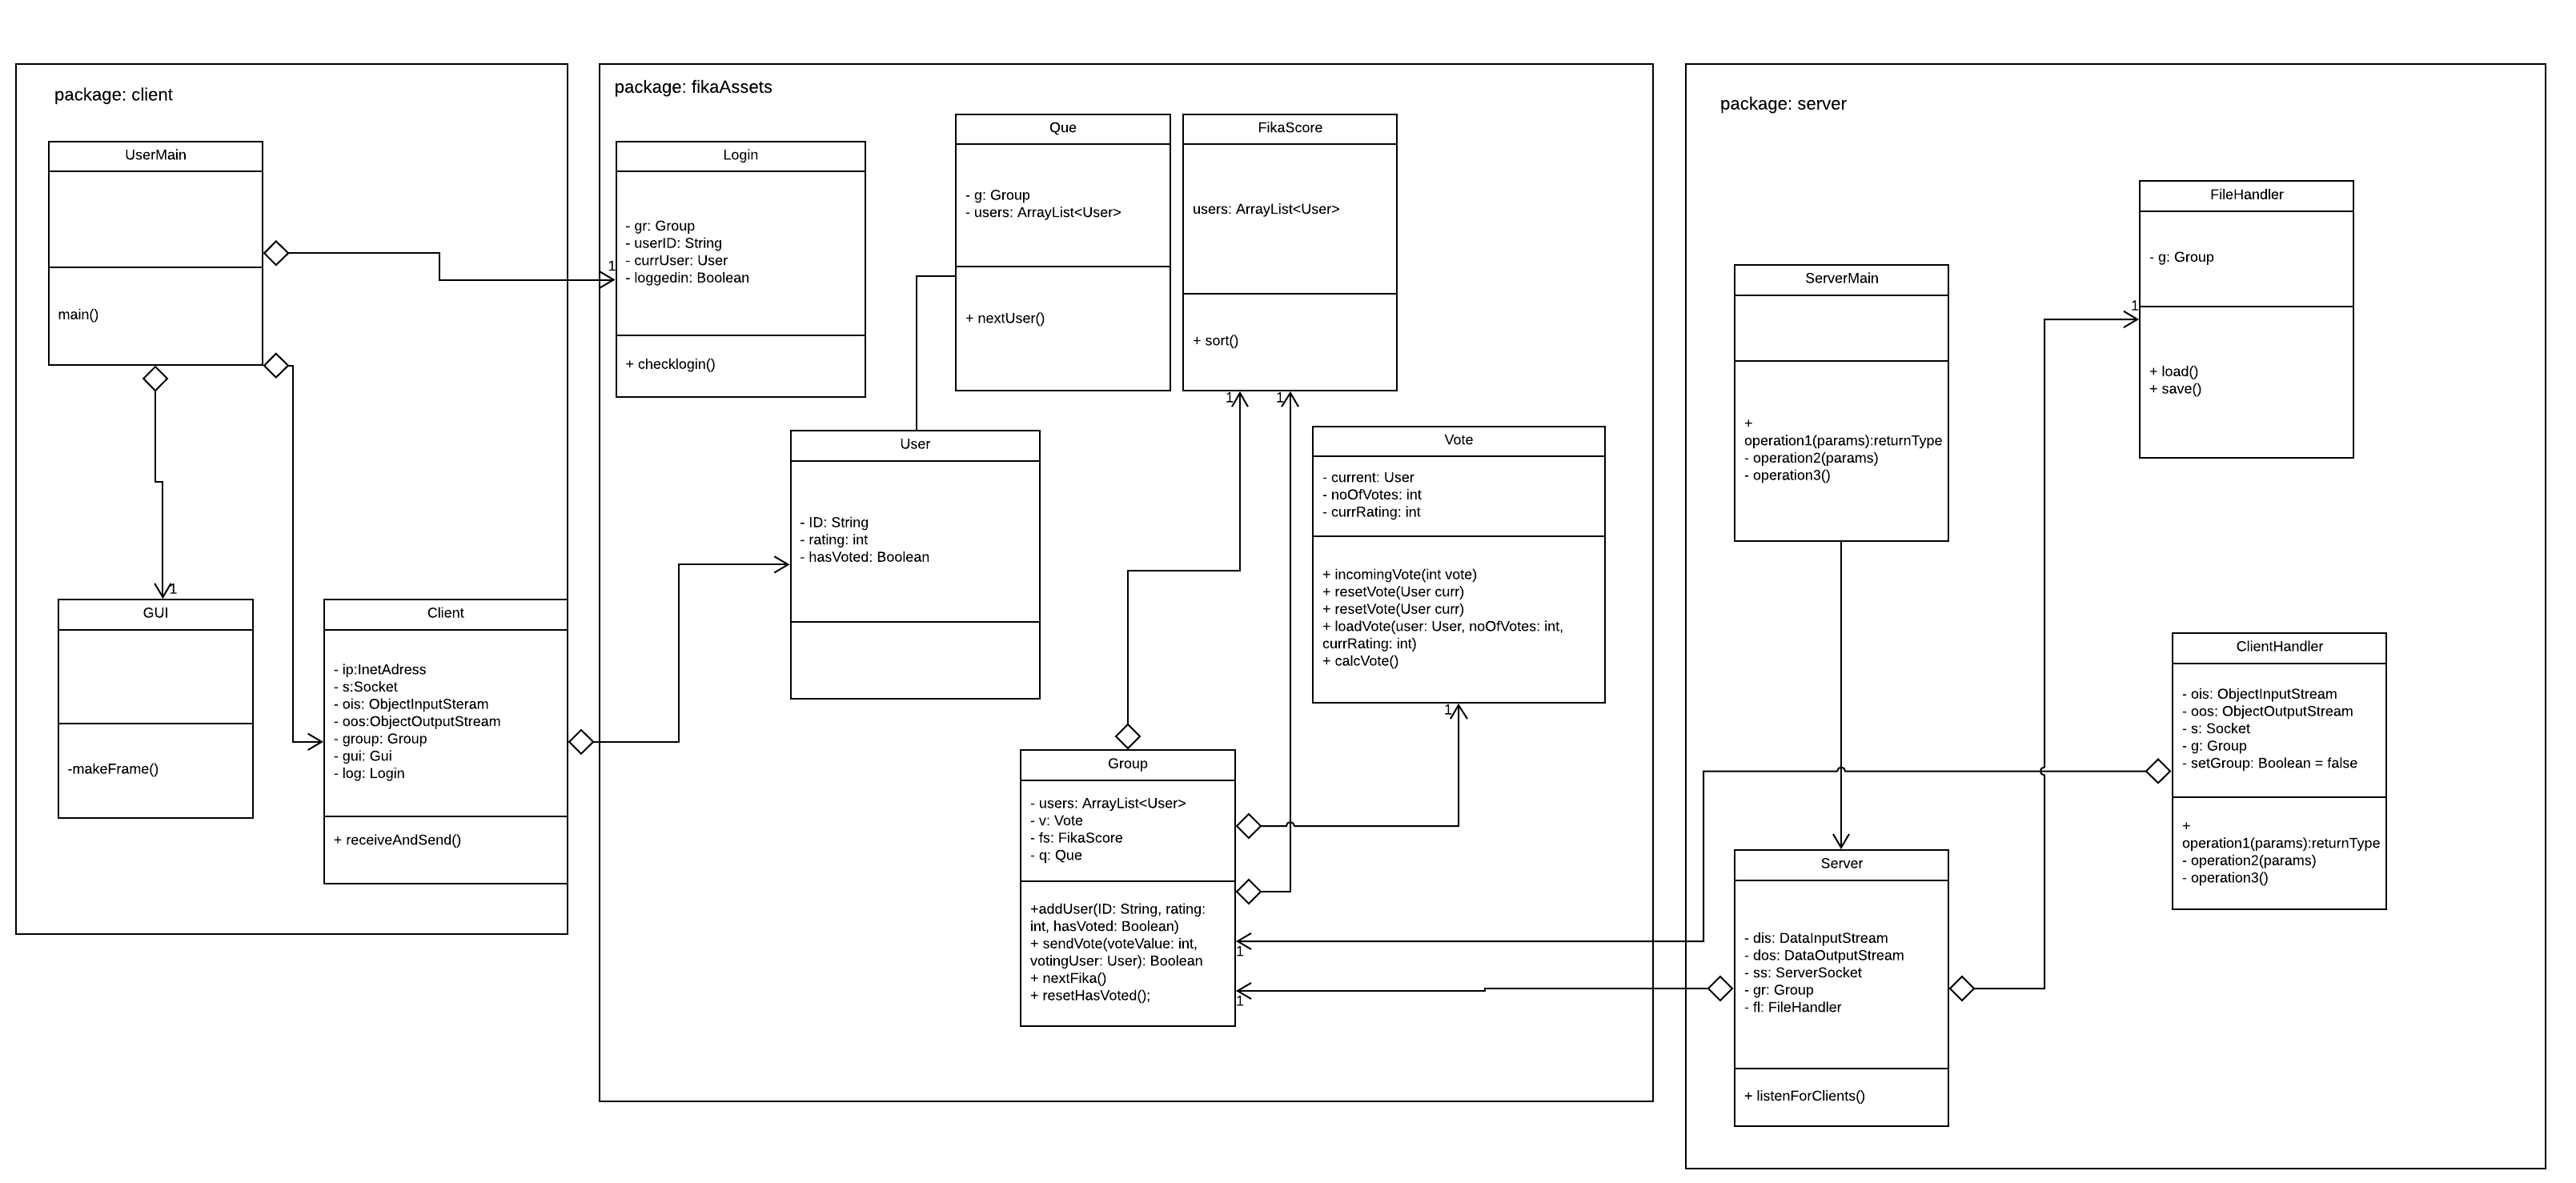 package: client
UserMain
main()
1
GUI
-makeFrame()
Client
- ip:InetAdress
- s:Socket
- ois: ObjectInputSteram
- oos:ObjectOutputStream
- group: Group
- gui: Gui
- log: Login
+ receiveAndSend()
package: fikaAssets
1
Login
- gr: Group
- userID: String
- currUser: User
- loggedin: Boolean
+ checklogin()
Que
- g: Group
- users: ArrayList<User>
+ nextUser()
FikaScore
users: ArrayList<User>
+ sort()
1
1
User
- ID: String
- rating: int
- hasVoted: Boolean
Vote
- current: User
- noOfVotes: int
- currRating: int
+ incomingVote(int vote)
+ resetVote(User curr)
+ resetVote(User curr)
+ loadVote(user: User, noOfVotes: int,
currRating: int)
+ calcVote()
1
Group
- users: ArrayList<User>
- v: Vote
- fs: FikaScore
- q: Que
+addUser(ID: String, rating:
int, hasVoted: Boolean)
+ sendVote(voteValue: int,
votingUser: User): Boolean
+ nextFika()
+ resetHasVoted();
1
1
package: server
ServerMain
+
operation1(params):returnType
- operation2(params)
- operation3()
FileHandler
- g: Group
1
+ load()
+ save()
ClientHandler
- ois: ObjectInputStream
- oos: ObjectOutputStream
- s: Socket
- g: Group
- setGroup: Boolean = false
+
operation1(params):returnType
- operation2(params)
- operation3()
Server
- dis: DataInputStream
- dos: DataOutputStream
- ss: ServerSocket
- gr: Group
- fl: FileHandler
+ listenForClients()